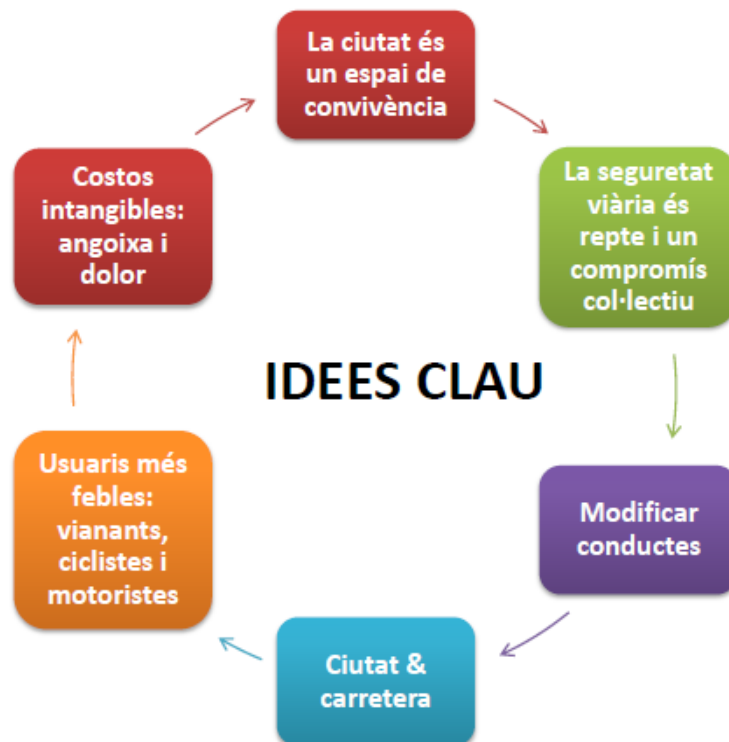 La ciutat és
un espai de
convivència
La seguretat
viària és
repte i un
compromís
col·lectiu
Modificar
conductes
Ciutat &
carretera
Usuaris més
febles:
vianants,
ciclistes i
motoristes
Costos
intangibles:
angoixa i
dolor
IDEES CLAU